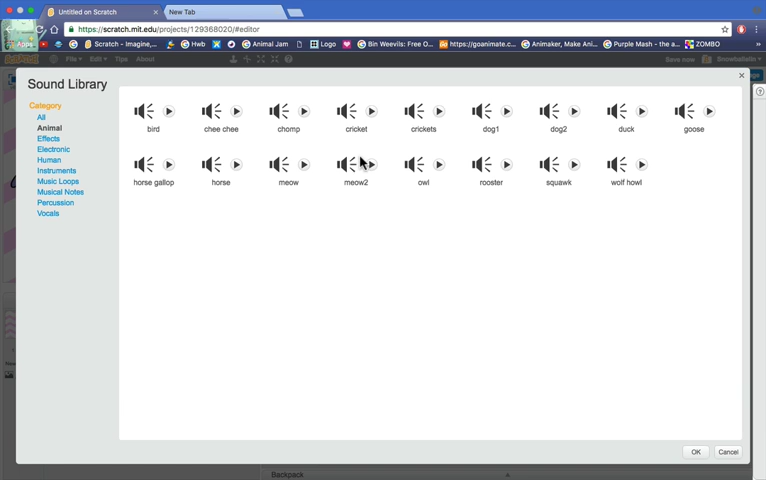 Untitled on Scratch
New Tab
https://scratch.mit.edu/projects/129368020/#editor
Apps
Scratch - Imagine,...
Hwb
Animal Jam
Logo
Bin Weevils: Free O...
https://goanimate.c...
Animaker, Make Ani...
Purple Mash - the a...
ZOMBO
»
File
Edit
Tips
About
Save now
Snowballatin
Sound Library
Category
All
Animal
Effects
Electronic
Human
Instruments
Music Loops
Musical Notes
Percussion
Vocals
bird
chee chee
chomp
cricket
crickets
dog1
dog2
duck
goose
horse gallop
horse
meow
meow2
owl
rooster
squawk
wolf howl
OK
Cancel
Backpack